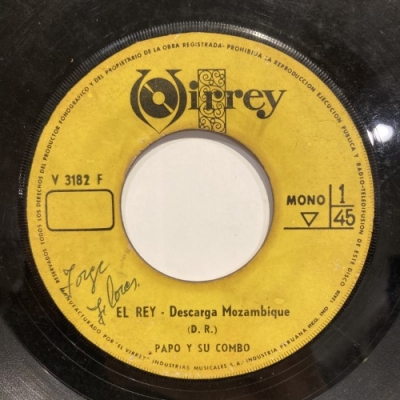 TODOS LOS DERECHOS DEL PRODUCTOR FONOGRAFICO Y DEL PROPIETARIO DE LA OBRA REGISTRADA - PROHIBIDA LA REPRODUCCION EJECUCION PUBLICA Y RADIO-TELEDIFUSION DE ESTE DISCO
Virrey
V 3182 F
MONO
1
45
Jorge
Flores
EL REY - Descarga Mozambique
(D. R.)
PAPO Y SU COMBO
MANUFACTURADO POR "EL VIRREY" INDUSTRIAS MUSICALES S.A. INDUSTRIA PERUANA